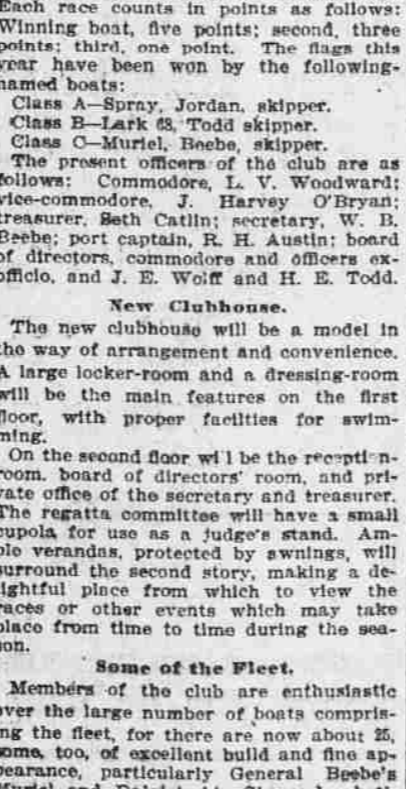 Each race counts in points as follows:
Winning boat, five points; second, three
points; third, one point. The flags this
year have been won by the following-
named boats:
Class A—Spray, Jordan, skipper.
Class B—Lark 68, Todd skipper.
Class C—Muriel, Beebe, skipper.
The present officers of the club are as
follows: Commodore, L. V. Woodward;
vice-commodore, J. Harvey O'Bryan;
treasurer, Seth Catlin; secretary, W. B.
Beebe; port captain, R. H. Austin; board
of directors, commodore and officers ex-
officio, and J. E. Wolff and H. E. Todd.
New Clubhouse.
The new clubhouse will be a model in
the way of arrangement and convenience.
A large locker-room and a dressing-room
will be the main features on the first
floor, with proper facilties for swim-
ming.
On the second floor will be the reception-
room, board of directors' room, and pri-
vate office of the secretary and treasurer.
The regatta committee will have a small
cupola for use as a judge's stand. Am-
ple verandas, protected by awnings, will
surround the second story, making a de-
lightful place from which to view the
races or other events which may take
place from time to time during the sea-
son.
Some of the Fleet.
Members of the club are enthusiastic
over the large number of boats compris-
ing the fleet, for there are now about 25,
some, too, of excellent build and fine ap-
pearance, particularly General Beebe's
Muriel and